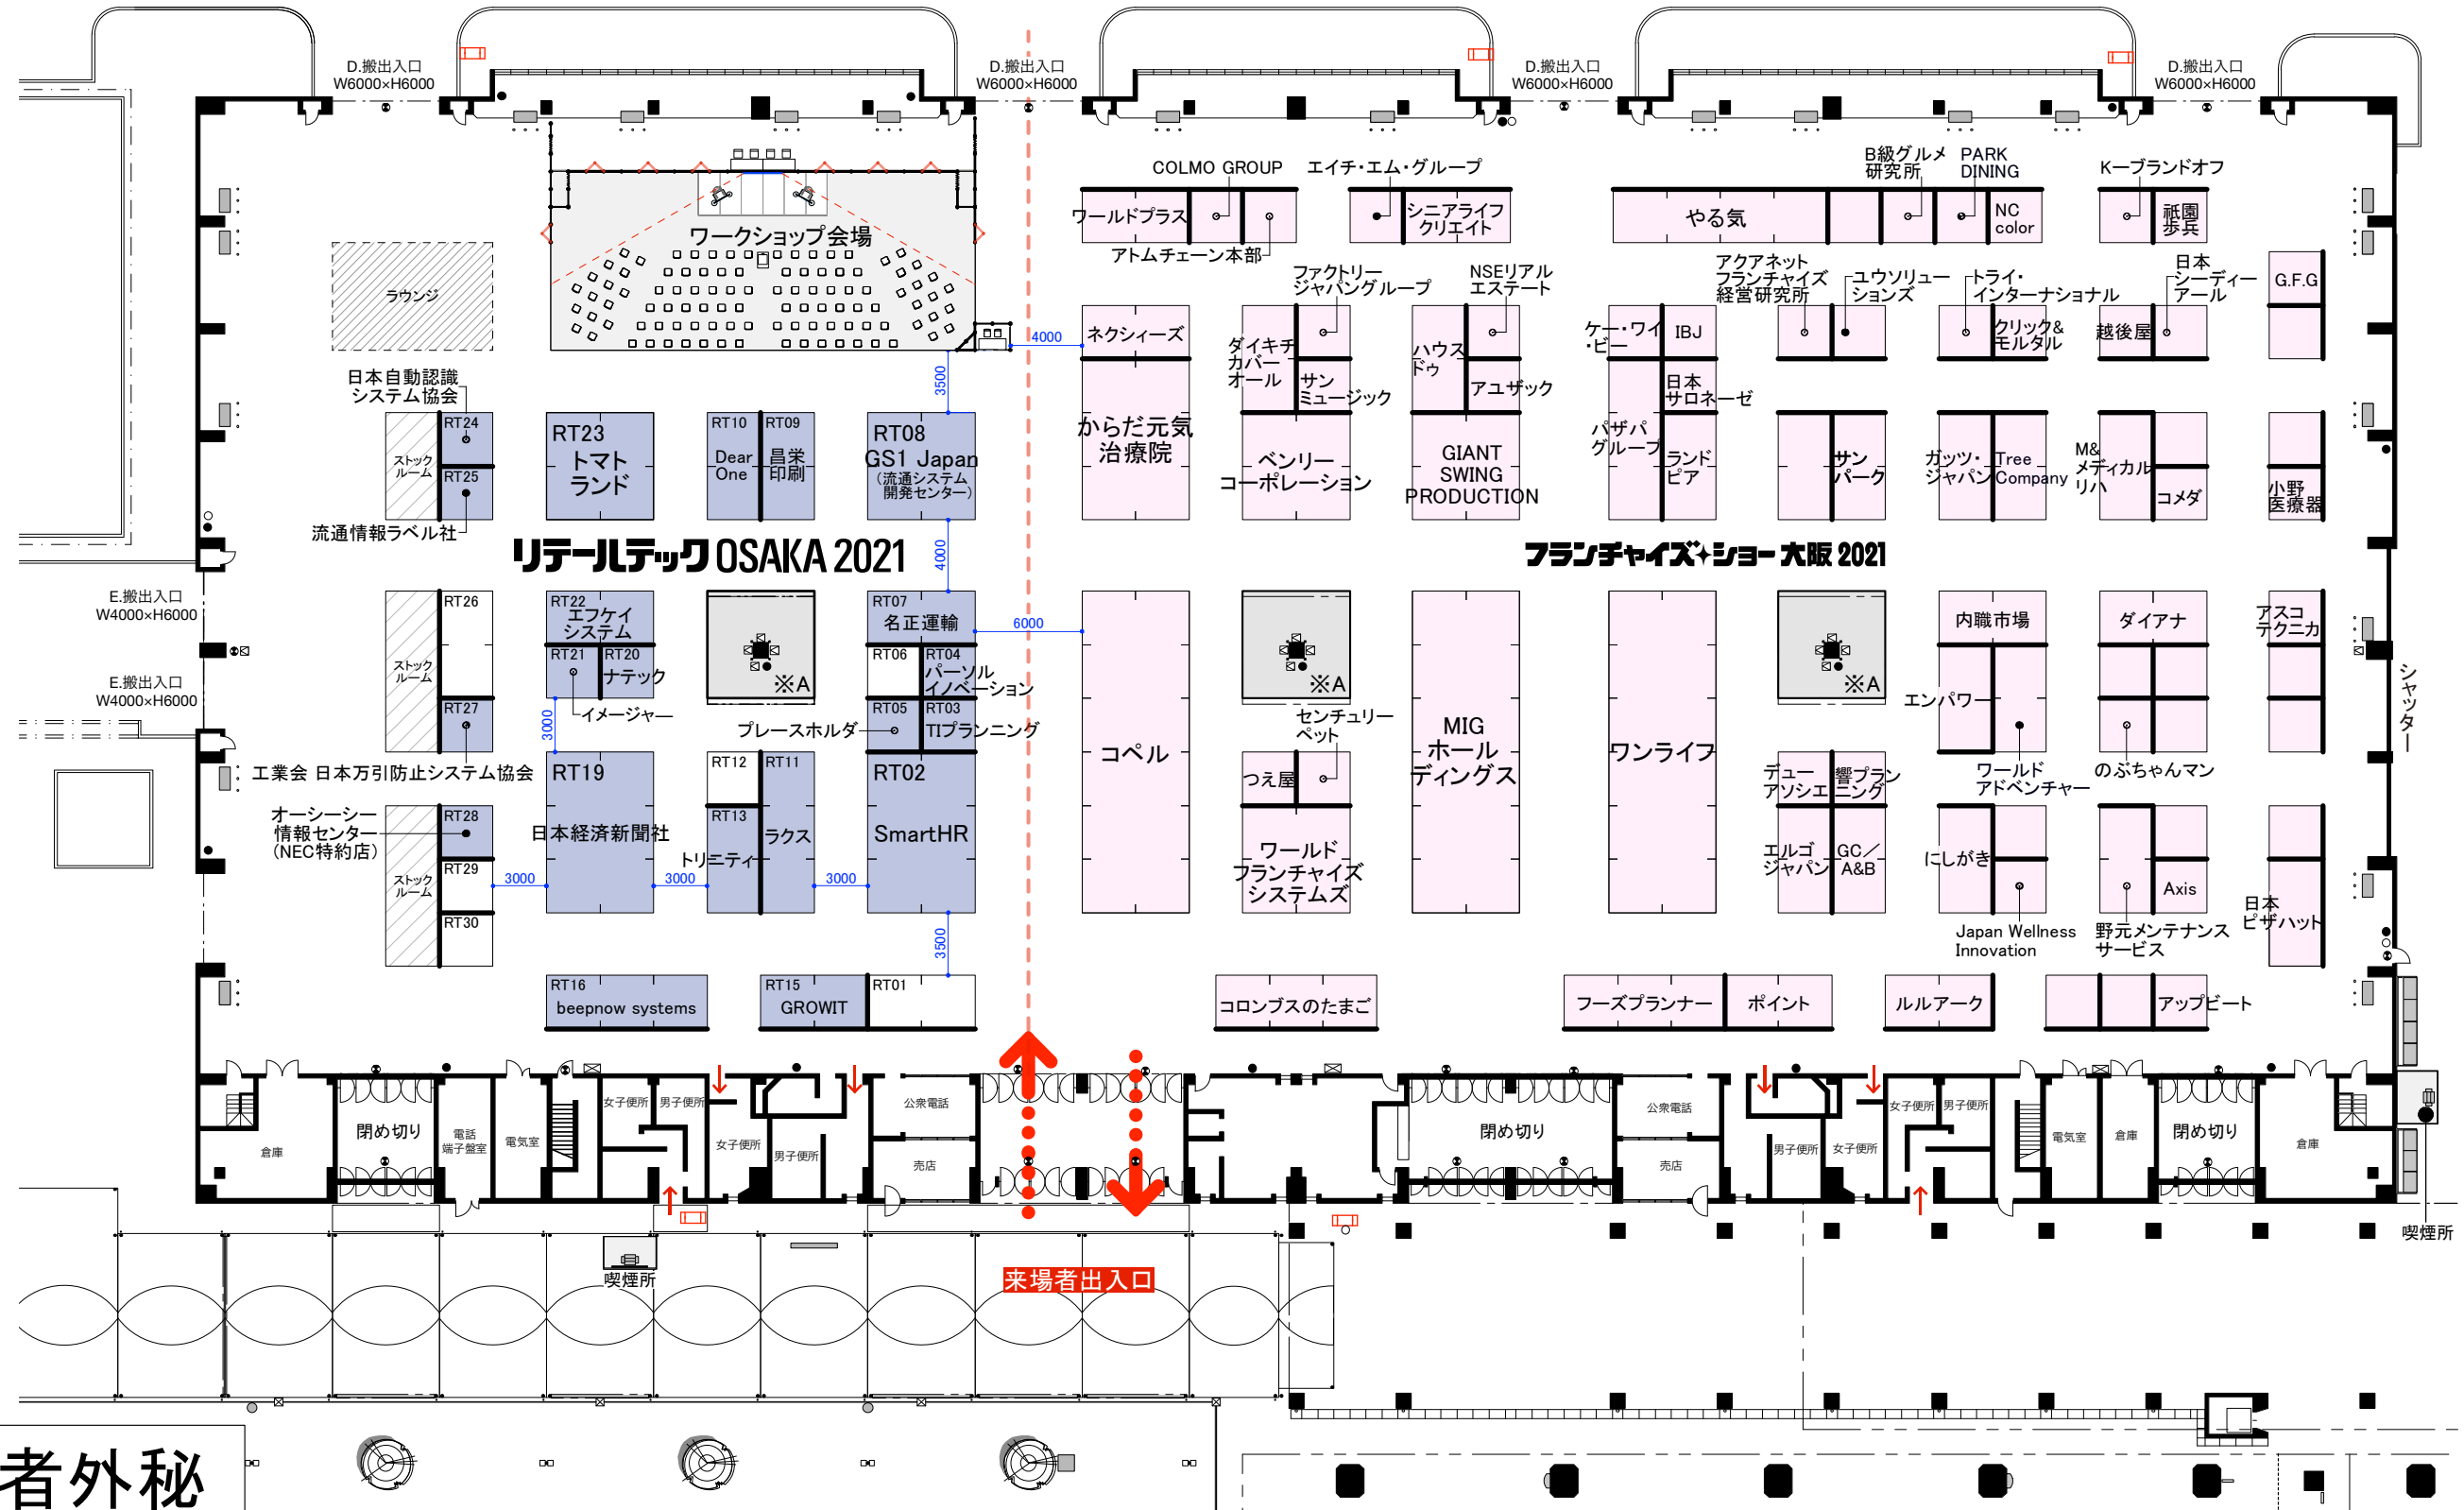 D.搬出入口
W6000×H6000
D.搬出入口
W6000×H6000
D.搬出入口
W6000×H6000
D.搬出入口
W6000×H6000
COLMO GROUP
エイチ・エム・グループ
B級グルメ
研究所
PARK
DINING
K－ブランドオフ
ワールドプラス
シニアライフ
クリエイト
やる気
NC
color
祇園
歩兵
アトムチェーン本部
ワークショップ会場
ラウンジ
ファクトリー
ジャパングループ
NSEリアル
エステート
アクアネット
フランチャイズ
経営研究所
ユウソリュー
ションズ
トライ・
インターナショナル
日本
シーディー
アール
G.F.G
4000
ネクシィーズ
ダイキチ
カバー
オール
サン
ミュージック
ハウス
ドゥ
アユザック
ケー・ワイ
・ビー
IBJ
日本
サロネーゼ
クリック&
モルタル
越後屋
3500
日本自動認識
システム協会
ストック
ルーム
RT24
RT25
流通情報ラベル社
RT23
トマト
ランド
RT10
Dear
One
RT09
昌栄
印刷
RT08
GS1 Japan
(流通システム
開発センター)
からだ元気
治療院
ベンリー
コーポレーション
GIANT
SWING
PRODUCTION
パザパ
グループ
ランド
ピア
サン
パーク
ガッツ・
ジャパン
Tree
Company
M&
メディカル
リハ
コメダ
小野
医療器
リテールテック OSAKA 2021
4000
フランチャイズ・ショー 大阪 2021
E.搬出入口
W4000×H6000
E.搬出入口
W4000×H6000
ストック
ルーム
RT26
RT27
工業会 日本万引防止システム協会
RT22
エフケイ
システム
RT21
RT20
ナテック
イメージャー
3000
※A
RT07
名正運輸
RT06
RT04
パーソル
イノベーション
RT05
プレースホルダ
RT03
TIプランニング
6000
コペル
※A
センチュリー
ペット
つえ屋
ワールド
フランチャイズ
システムズ
MIG
ホール
ディングス
ワンライフ
※A
デュー
アソシエ
響プラン
ニング
エルゴ
ジャパン
GC／
A&B
内職市場
エンパワー
ワールド
アドベンチャー
ダイアナ
のぶちゃんマン
アスコ
テクニカ
シャッター
オーシーシー
情報センター
(NEC特約店)
ストック
ルーム
RT28
RT29
RT30
3000
RT19
日本経済新聞社
3000
RT12
RT13
トリニティ
RT11
ラクス
3000
RT02
SmartHR
3500
にしがき
Japan Wellness
Innovation
野元メンテナンス
サービス
Axis
日本
ピザハット
RT16
beepnow systems
RT15
GROWIT
RT01
コロンブスのたまご
フーズプランナー
ポイント
ルルアーク
アップビート
倉庫
閉め切り
電話
端子盤室
電気室
女子便所
男子便所
女子便所
男子便所
公衆電話
売店
閉め切り
公衆電話
売店
男子便所
女子便所
女子便所
男子便所
電気室
倉庫
閉め切り
倉庫
喫煙所
喫煙所
来場者出入口
者外秘